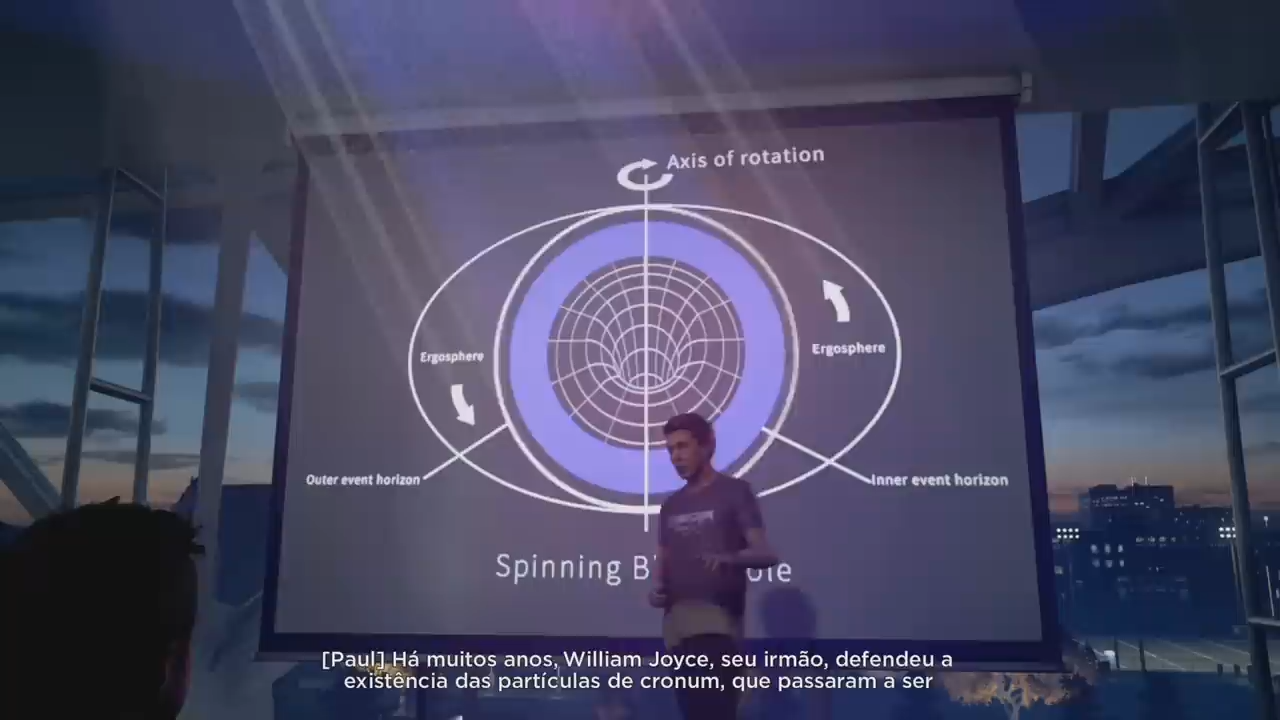 Axis of rotation
Ergosphere
Ergosphere
Outer event horizon
Inner event horizon
Spinning
[Paul] Há muitos anos, William Joyce, seu irmão, defendeu a
existência das partículas de cronum, que passaram a ser